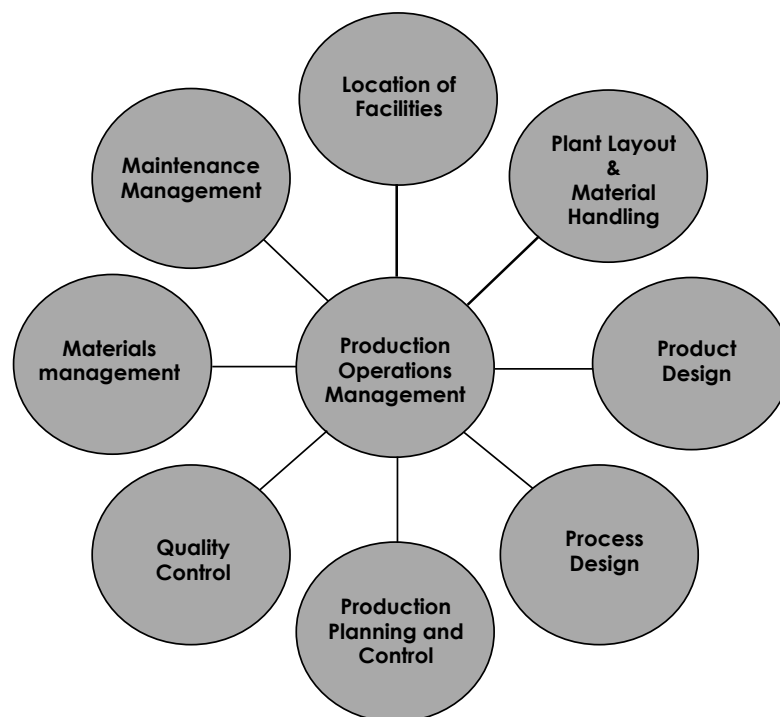 Location of
Facilities
Plant Layout
&
Material
Handling
Maintenance
Management
Production
Operations
Management
Product
Design
Materials
management
Process
Design
Quality
Control
Production
Planning and
Control